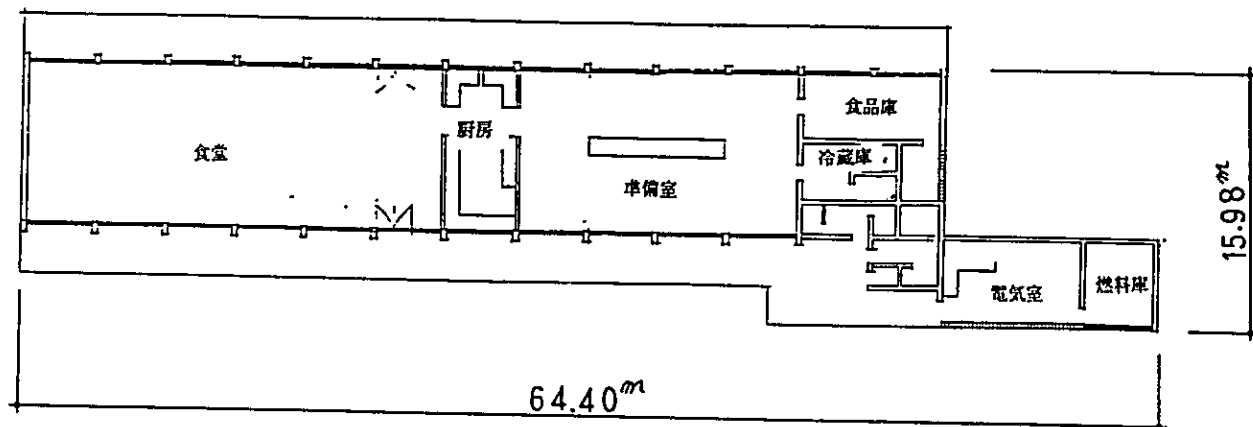 食堂
厨房
準備室
食品庫
冷蔵庫
電気室
燃料庫
15.98m
64.40m